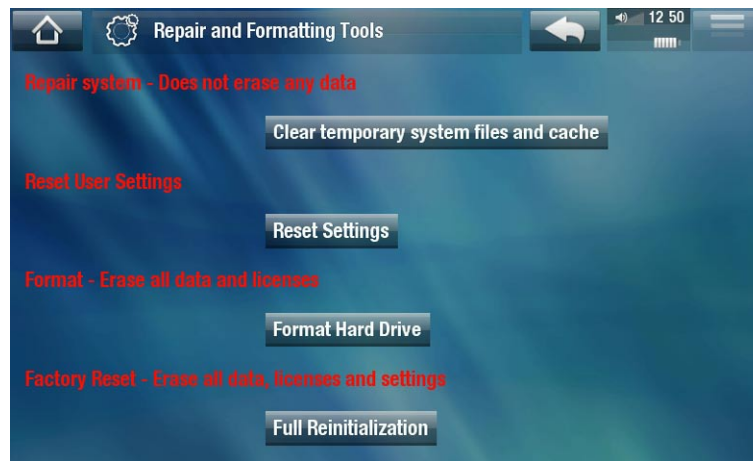 Repair and Formatting Tools
12 50
Repair system - Does not erase any data
Clear temporary system files and cache
Reset User Settings
Reset Settings
Format - Erase all data and licenses
Format Hard Drive
Factory Reset - Erase all data, licenses and settings
Full Reinitialization